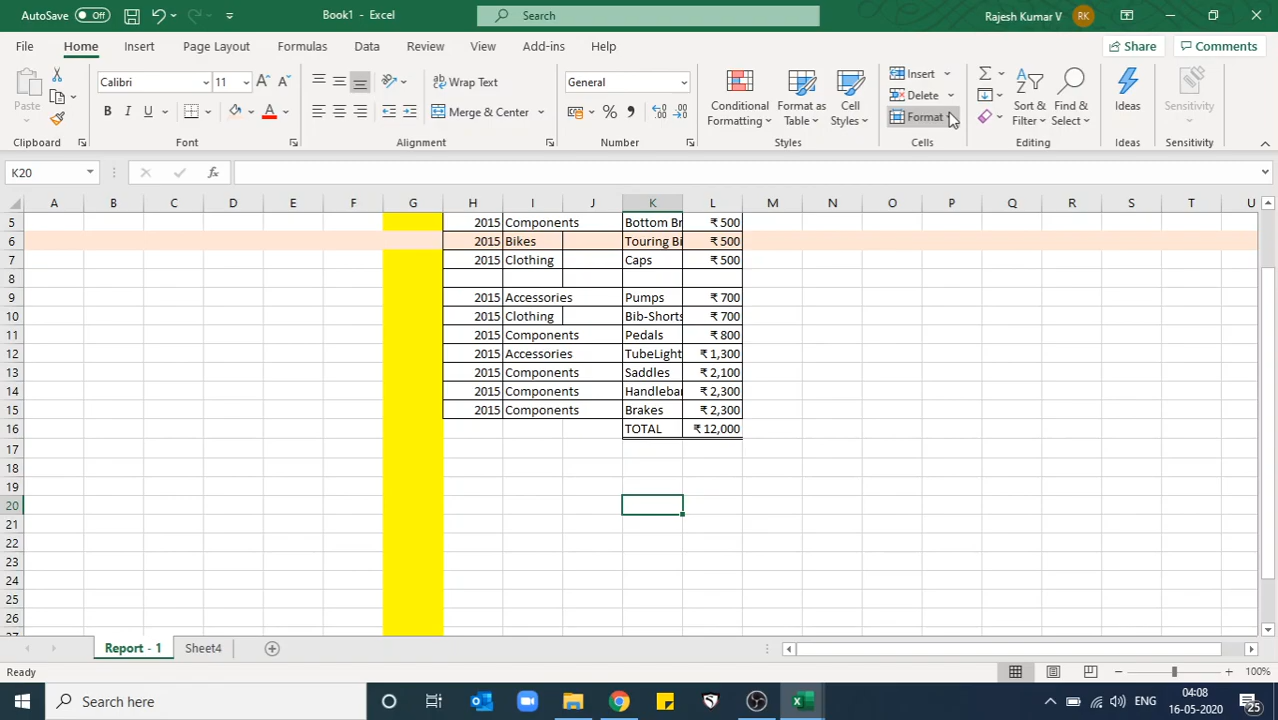 AutoSave Off Book1 - Excel Search Rajesh Kumar V RK
File Home Insert Page Layout Formulas Data Review View Add-ins Help Share Comments
Calibri 11 Wrap Text General Insert
Paste B I U Merge & Center % Conditional Formatting Format as Table Cell Styles Delete Sort & Filter Find & Select Ideas Sensitivity
Format
Clipboard Font Alignment Number Styles Cells Editing Ideas Sensitivity
K20 fx
A B C D E F G H I J K L M N O P Q R S T U
5 2015 Components Bottom Br ₹ 500
6 2015 Bikes Touring Bi ₹ 500
7 2015 Clothing Caps ₹ 500
8
9 2015 Accessories Pumps ₹ 700
10 2015 Clothing Bib-Shorts ₹ 700
11 2015 Components Pedals ₹ 800
12 2015 Accessories TubeLight ₹ 1,300
13 2015 Components Saddles ₹ 2,100
14 2015 Components Handlebar ₹ 2,300
15 2015 Components Brakes ₹ 2,300
16 TOTAL ₹ 12,000
17
18
19
20
21
22
23
24
25
26
27
Report - 1 Sheet4
Ready 100%
Search here ENG 04:08
16-05-2020 25